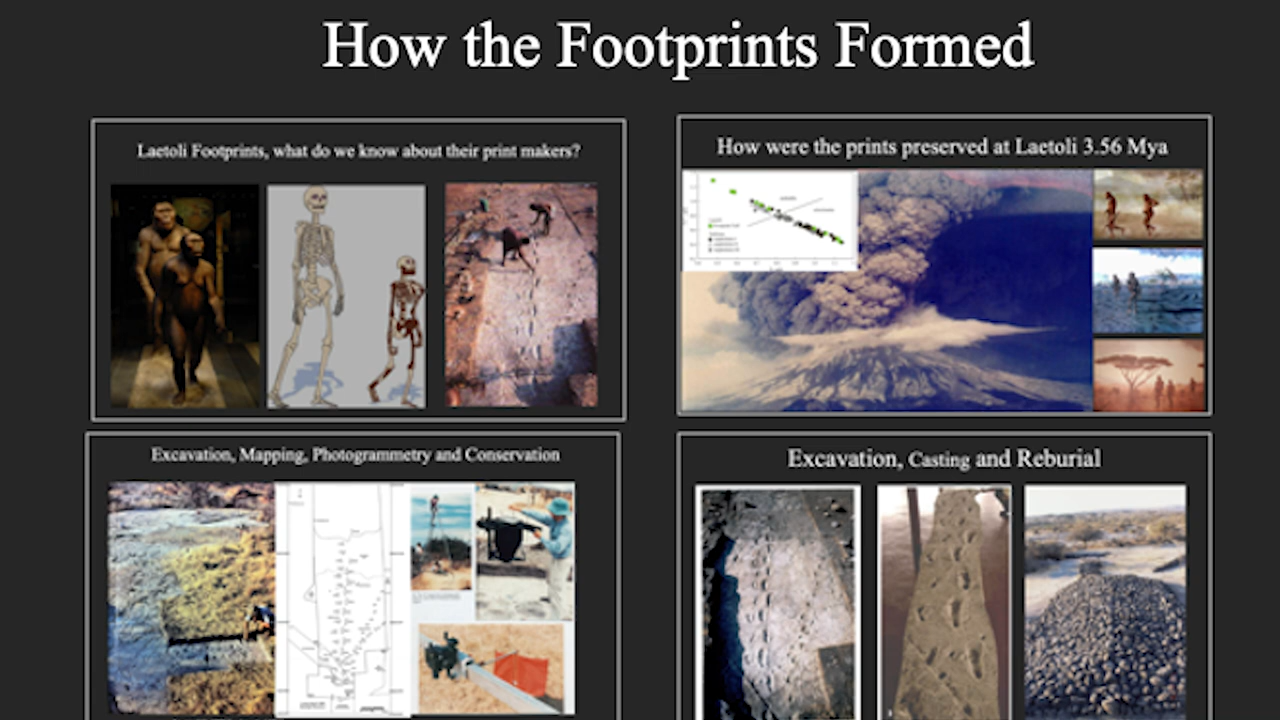 How the Footprints Formed
Laetoli Footprints, what do we know about their print makers?
How were the prints preserved at Laetoli 3.56 Mya
Excavation, Mapping, Photogrammetry and Conservation
Excavation, Casting and Reburial